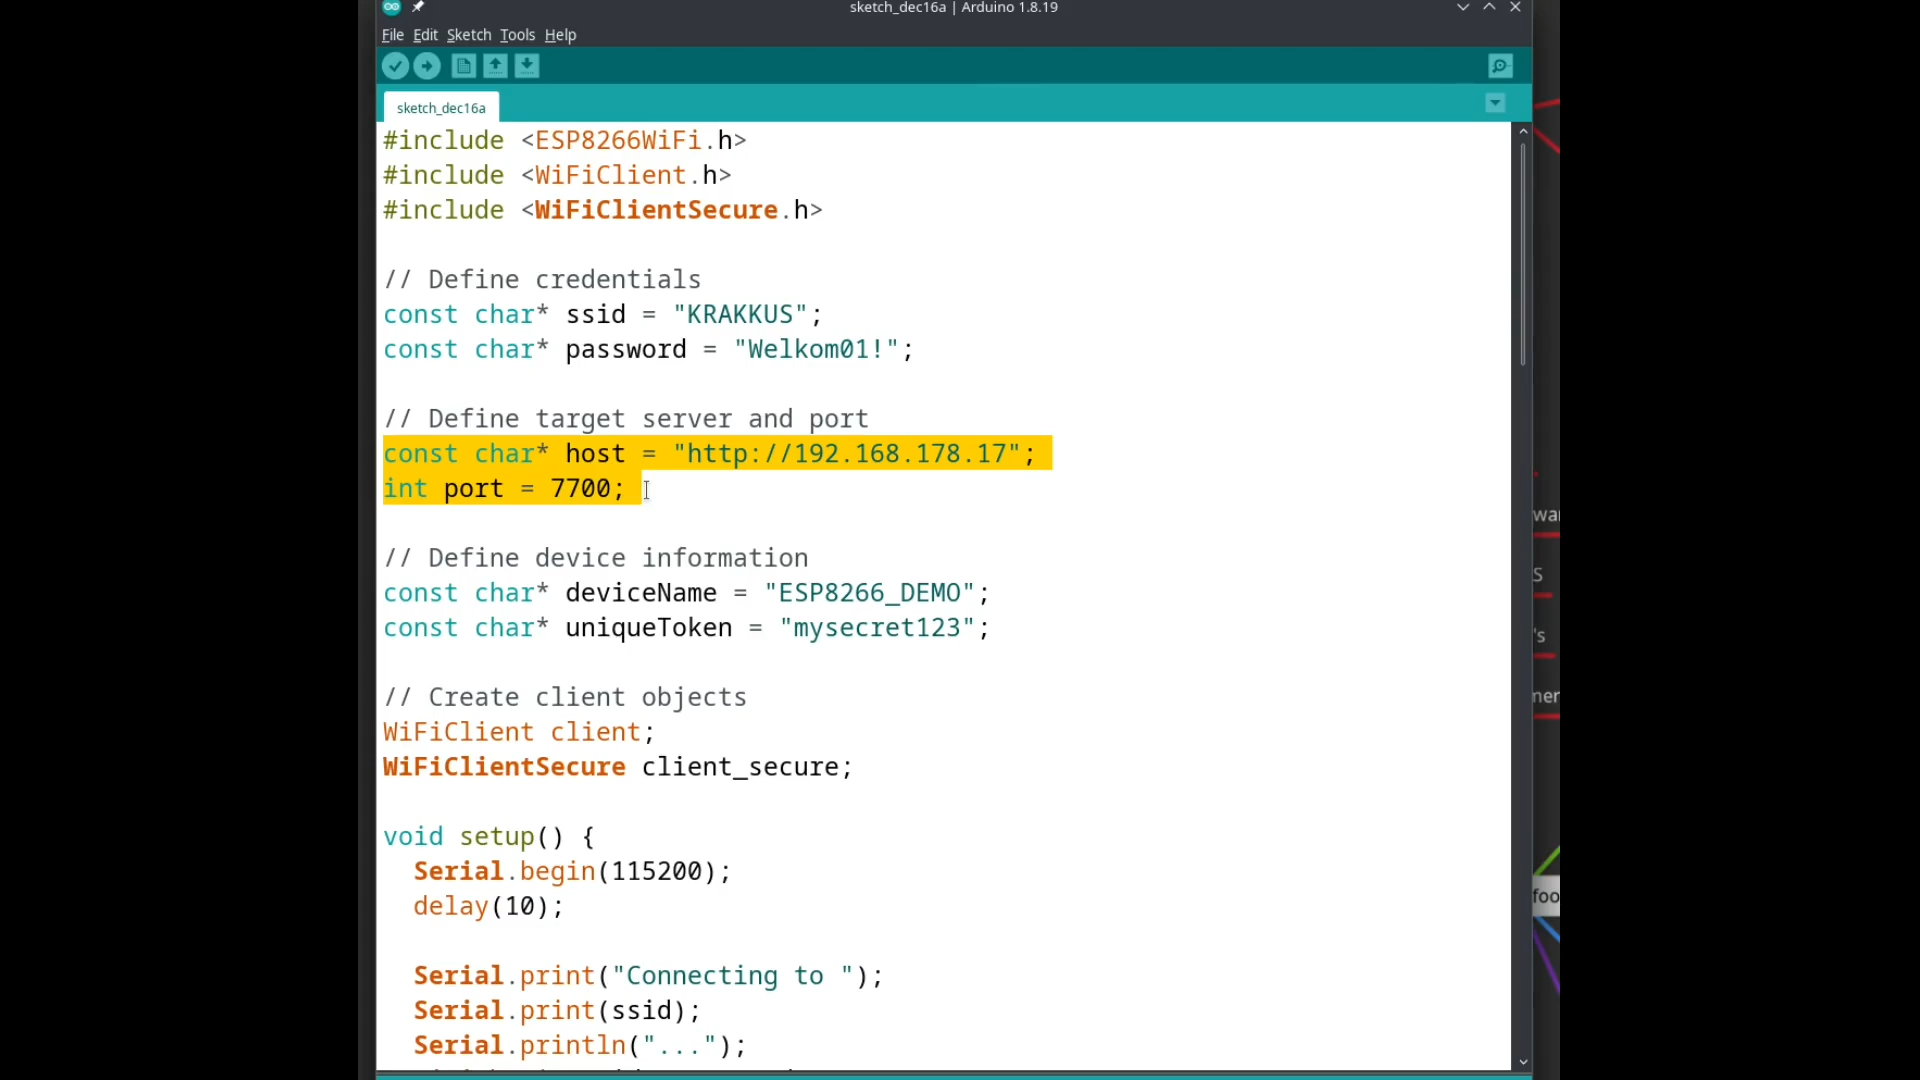 sketch_dec16a | Arduino 1.8.19
File Edit Sketch Tools Help
sketch_dec16a
#include <ESP8266WiFi.h>
#include <WiFiClient.h>
#include <WiFiClientSecure.h>
// Define credentials
const char* ssid = "KRAKKUS";
const char* password = "Welkom01!";
// Define target server and port
const char* host = "http://192.168.178.17";
int port = 7700;
// Define device information
const char* deviceName = "ESP8266_DEMO";
const char* uniqueToken = "mysecret123";
// Create client objects
WiFiClient client;
WiFiClientSecure client_secure;
void setup() {
Serial.begin(115200);
delay(10);
Serial.print("Connecting to ");
Serial.print(ssid);
Serial.println("...");